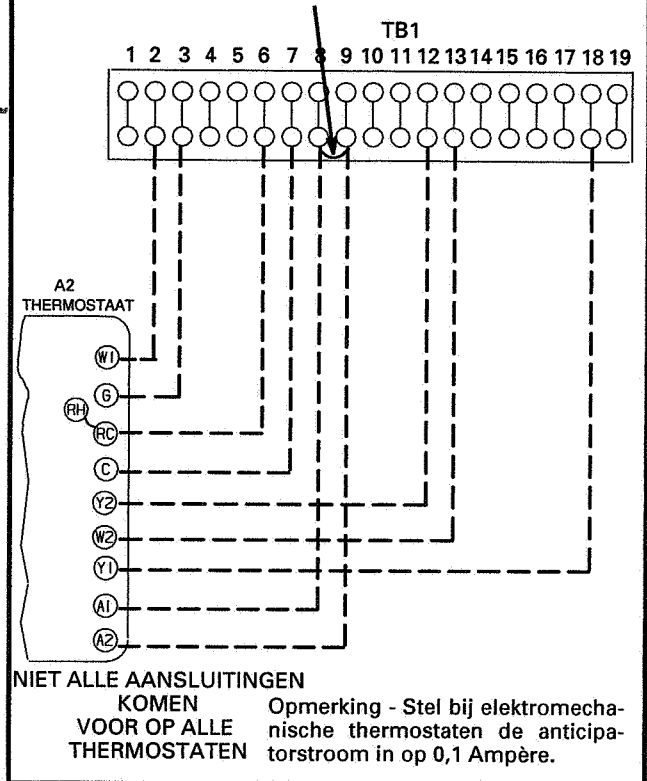 TB1
1 2 3 4 5 6 7 8 9 10 11 12 13 14 15 16 17 18 19
A2
THERMOSTAAT
W1
G
RH
RC
C
Y2
W2
Y1
A1
A2
NIET ALLE AANSLUITINGEN
KOMEN
VOOR OP ALLE
THERMOSTATEN
Opmerking - Stel bij elektromecha-
nische thermostaten de anticipa-
torstroom in op 0,1 Ampère.